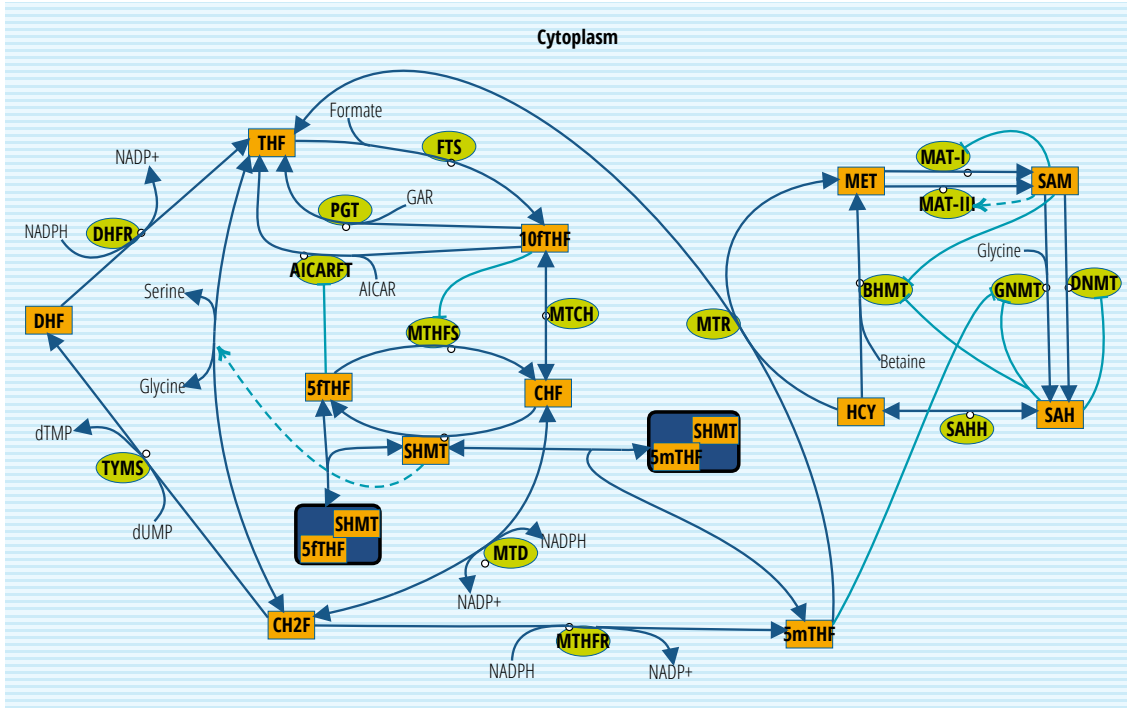 Cytoplasm
Formate
THF
FTS
MAT-I
NADP+
MET
SAM
MAT-III
GAR
PGT
NADPH
DHFR
10fTHF
Glycine
AICARFT
AICAR
BHMT
GNMT
DNMT
Serine
MTCH
DHF
MTHFS
MTR
Betaine
Glycine
5fTHF
CHF
HCY
SAH
dTMP
SHMT
SHMT
5mTHF
SAHH
TYMS
SHMT
5fTHF
dUMP
NADPH
MTD
NADP+
CH2F
5mTHF
MTHFR
NADPH
NADP+